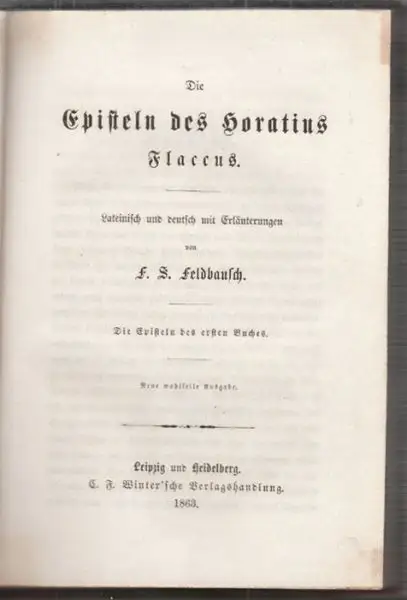 Die
Episteln des Horatius
Flaccus.
Lateinisch und deutsch mit Erläuterungen
von
F. S. Feldbausch.
Die Episteln des ersten Buches.
Neue wohlfeile Ausgabe.
Leipzig und Heidelberg.
C. F. Winter'sche Verlagshandlung.
1863.